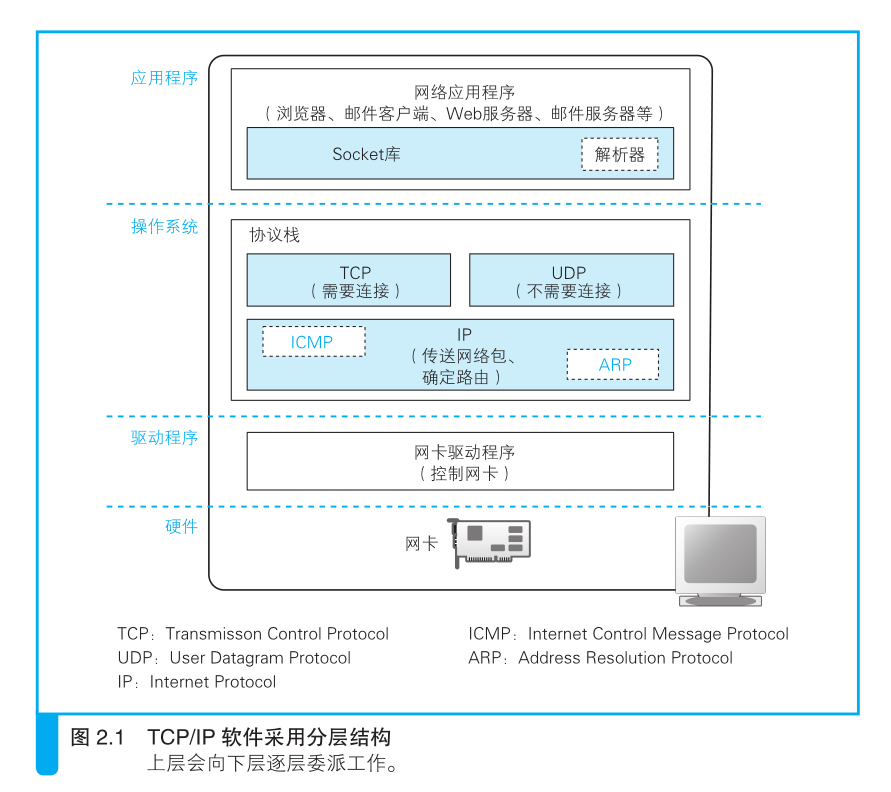 应用程序
网络应用程序
（浏览器、邮件客户端、Web服务器、邮件服务器等）
Socket库
解析器
操作系统
协议栈
TCP
（需要连接）
UDP
（不需要连接）
ICMP
IP
（传送网络包、
确定路由）
ARP
驱动程序
网卡驱动程序
（控制网卡）
硬件
网卡
TCP：Transmisson Control Protocol
UDP：User Datagram Protocol
IP：Internet Protocol
ICMP：Internet Control Message Protocol
ARP：Address Resolution Protocol
图 2.1 TCP/IP 软件采用分层结构
上层会向下层逐层委派工作。